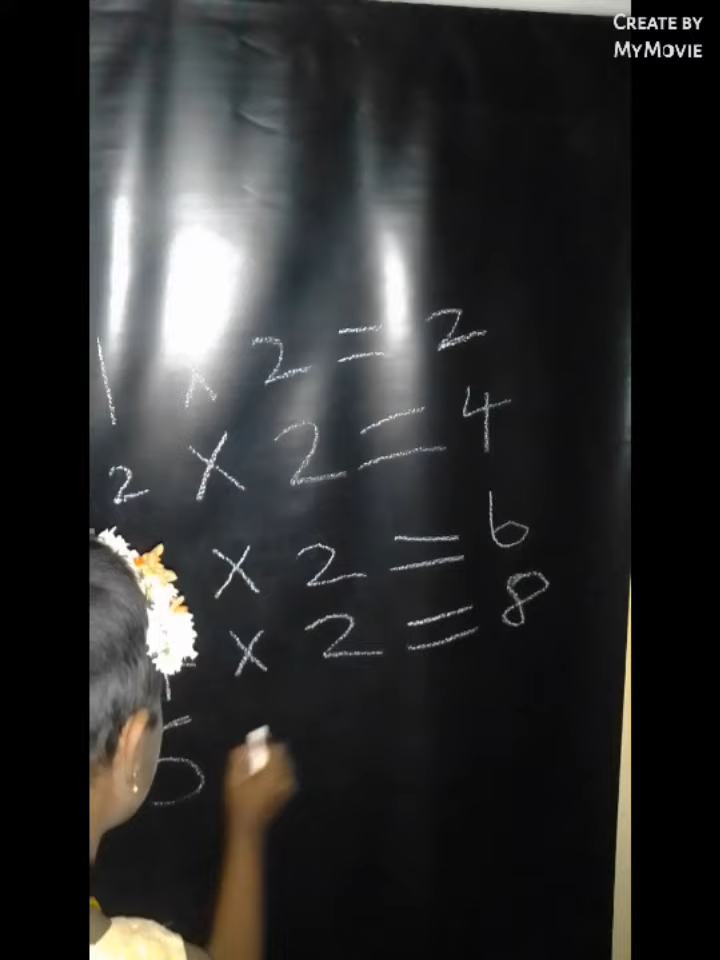 CREATE BY
MYMOVIE
1 x 2 = 2
2 x 2 = 4
x 2 = 6
x 2 = 8
5